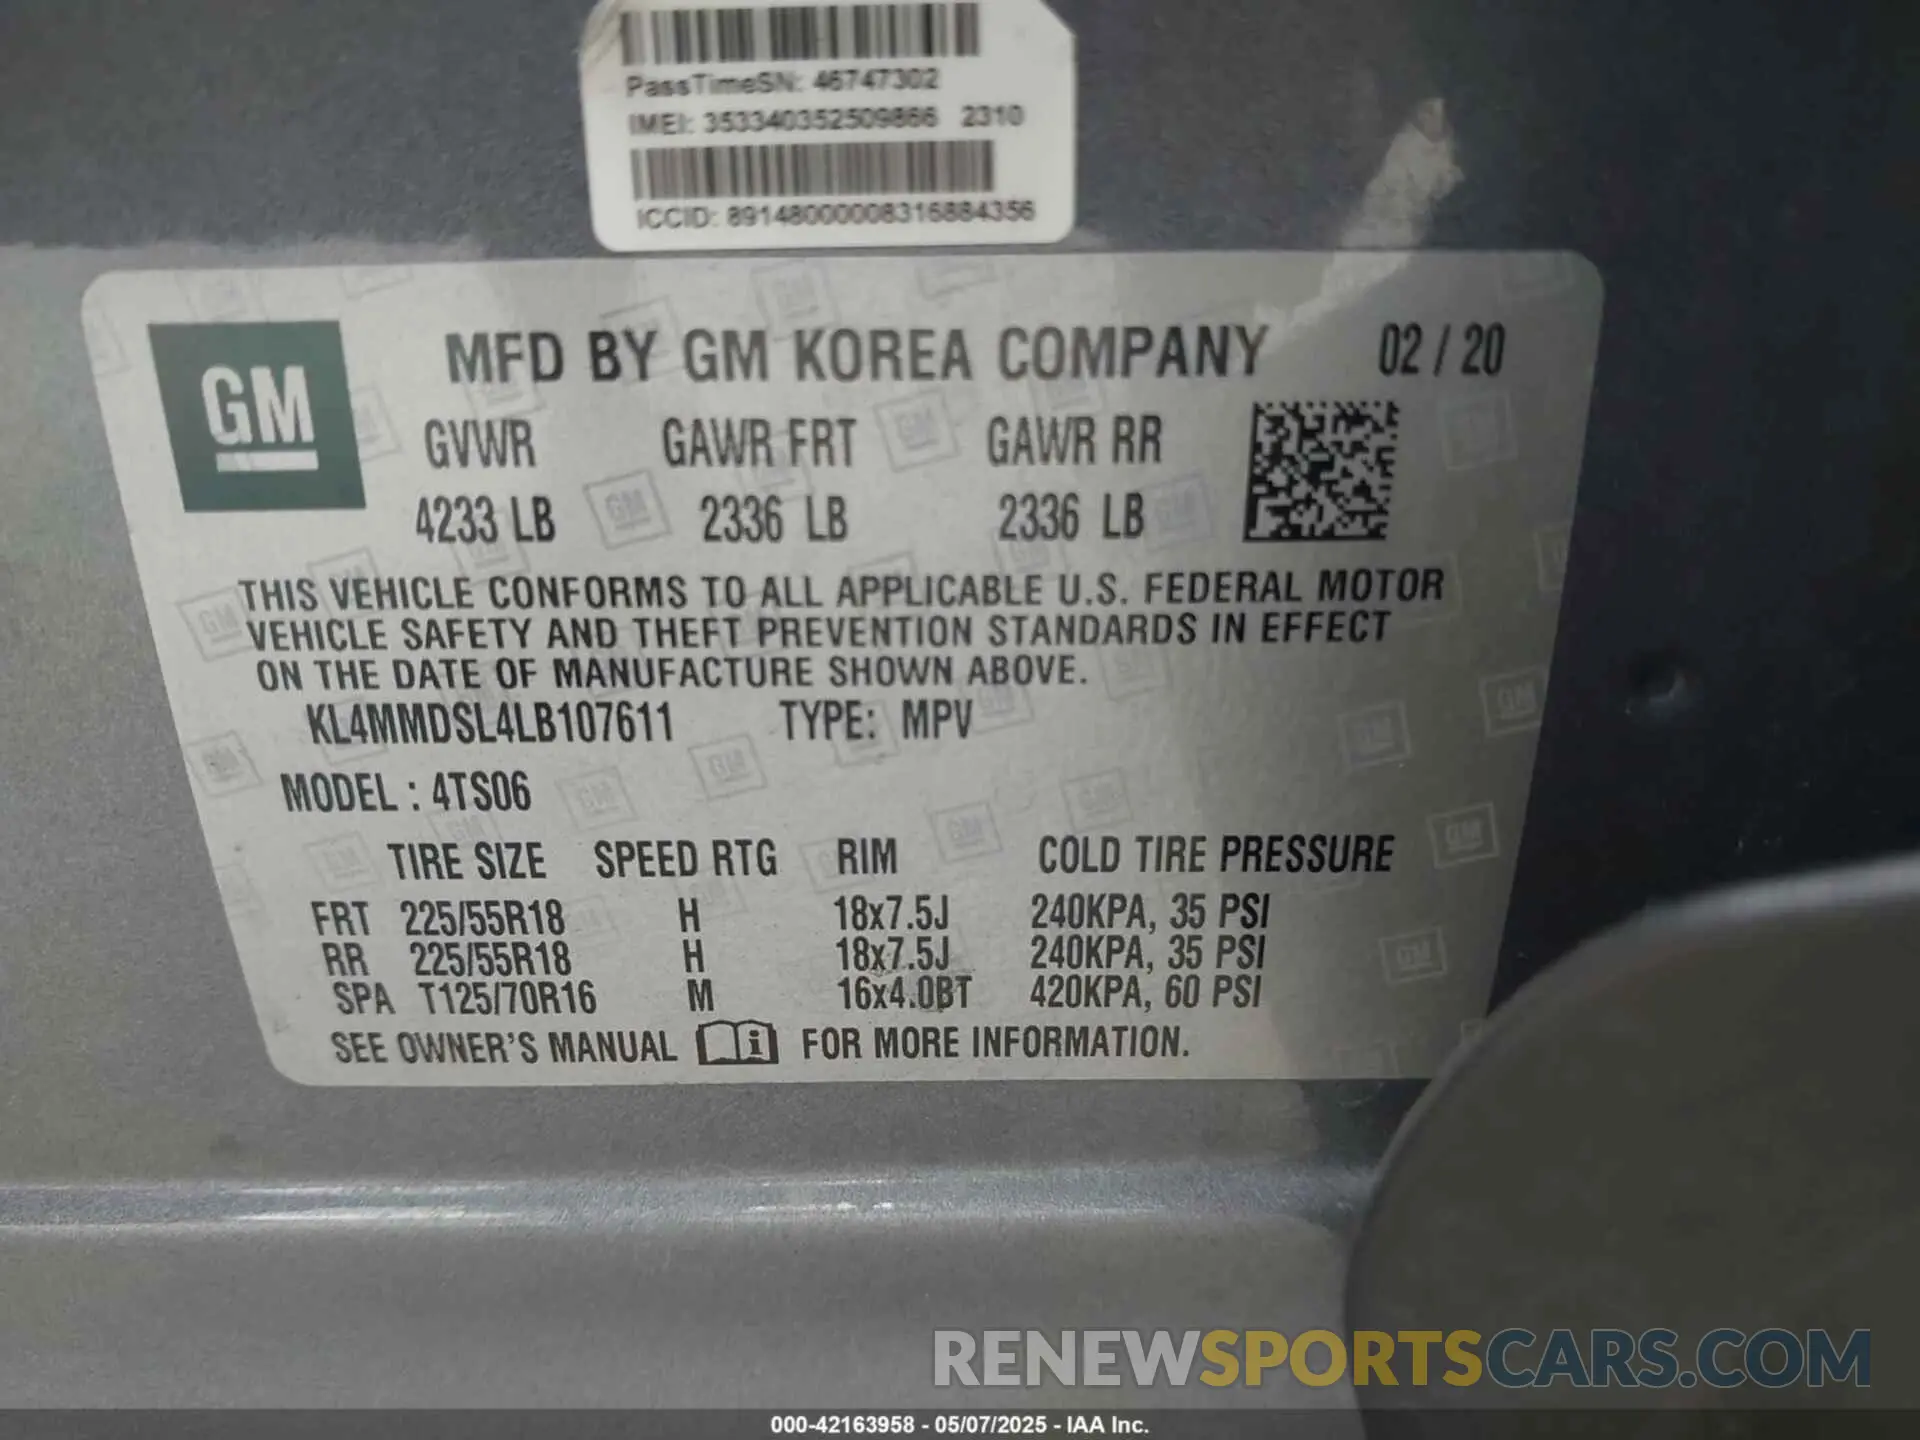 PassTimeSN: 46747302
IMEI: 353340352509866 2310
ICCID: 89148000008316884356
GM
MFD BY GM KOREA COMPANY 02 / 20
GVWR GAWR FRT GAWR RR
4233 LB 2336 LB 2336 LB
THIS VEHICLE CONFORMS TO ALL APPLICABLE U.S. FEDERAL MOTOR
VEHICLE SAFETY AND THEFT PREVENTION STANDARDS IN EFFECT
ON THE DATE OF MANUFACTURE SHOWN ABOVE.
KL4MMDSL4LB107611 TYPE: MPV
MODEL : 4TS06
TIRE SIZE SPEED RTG RIM COLD TIRE PRESSURE
FRT 225/55R18 H 18x7.5J 240KPA, 35 PSI
RR 225/55R18 H 18x7.5J 240KPA, 35 PSI
SPA T125/70R16 M 16x4.0BT 420KPA, 60 PSI
SEE OWNER'S MANUAL i FOR MORE INFORMATION.
RENEWSPORTSCARS.COM
000-42163958 - 05/07/2025 - IAA Inc.